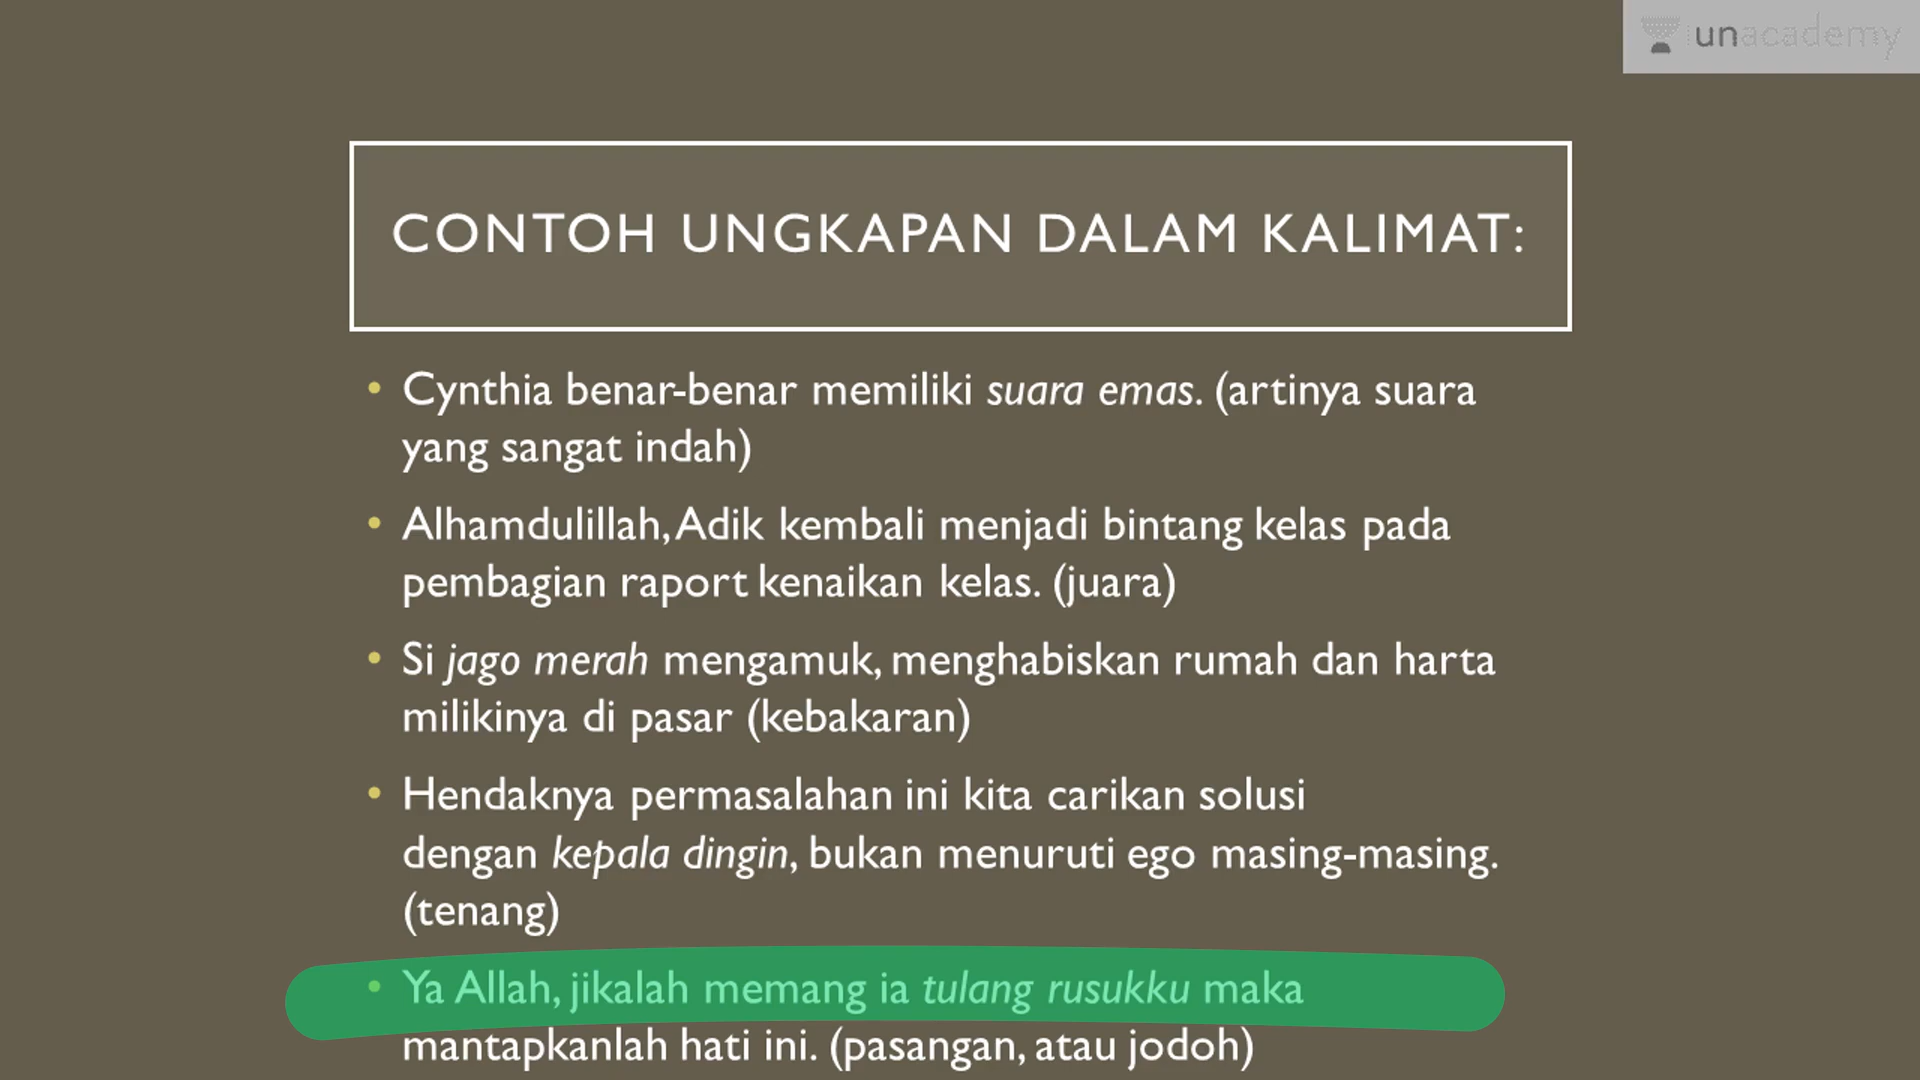 unacademy
CONTOH UNGKAPAN DALAM KALIMAT:
• Cynthia benar-benar memiliki suara emas. (artinya suara
yang sangat indah)
• Alhamdulillah, Adik kembali menjadi bintang kelas pada
pembagian raport kenaikan kelas. (juara)
• Si jago merah mengamuk, menghabiskan rumah dan harta
milikinya di pasar (kebakaran)
• Hendaknya permasalahan ini kita carikan solusi
dengan kepala dingin, bukan menuruti ego masing-masing.
(tenang)
• Ya Allah, jikalah memang ia tulang rusukku maka
mantapkanlah hati ini. (pasangan, atau jodoh)